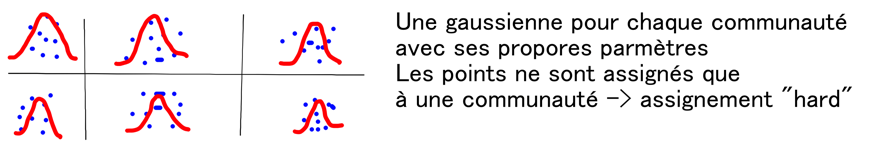 Une gaussienne pour chaque communauté
avec ses propores parmètres
Les points ne sont assignés que
à une communauté -> assignement "hard"